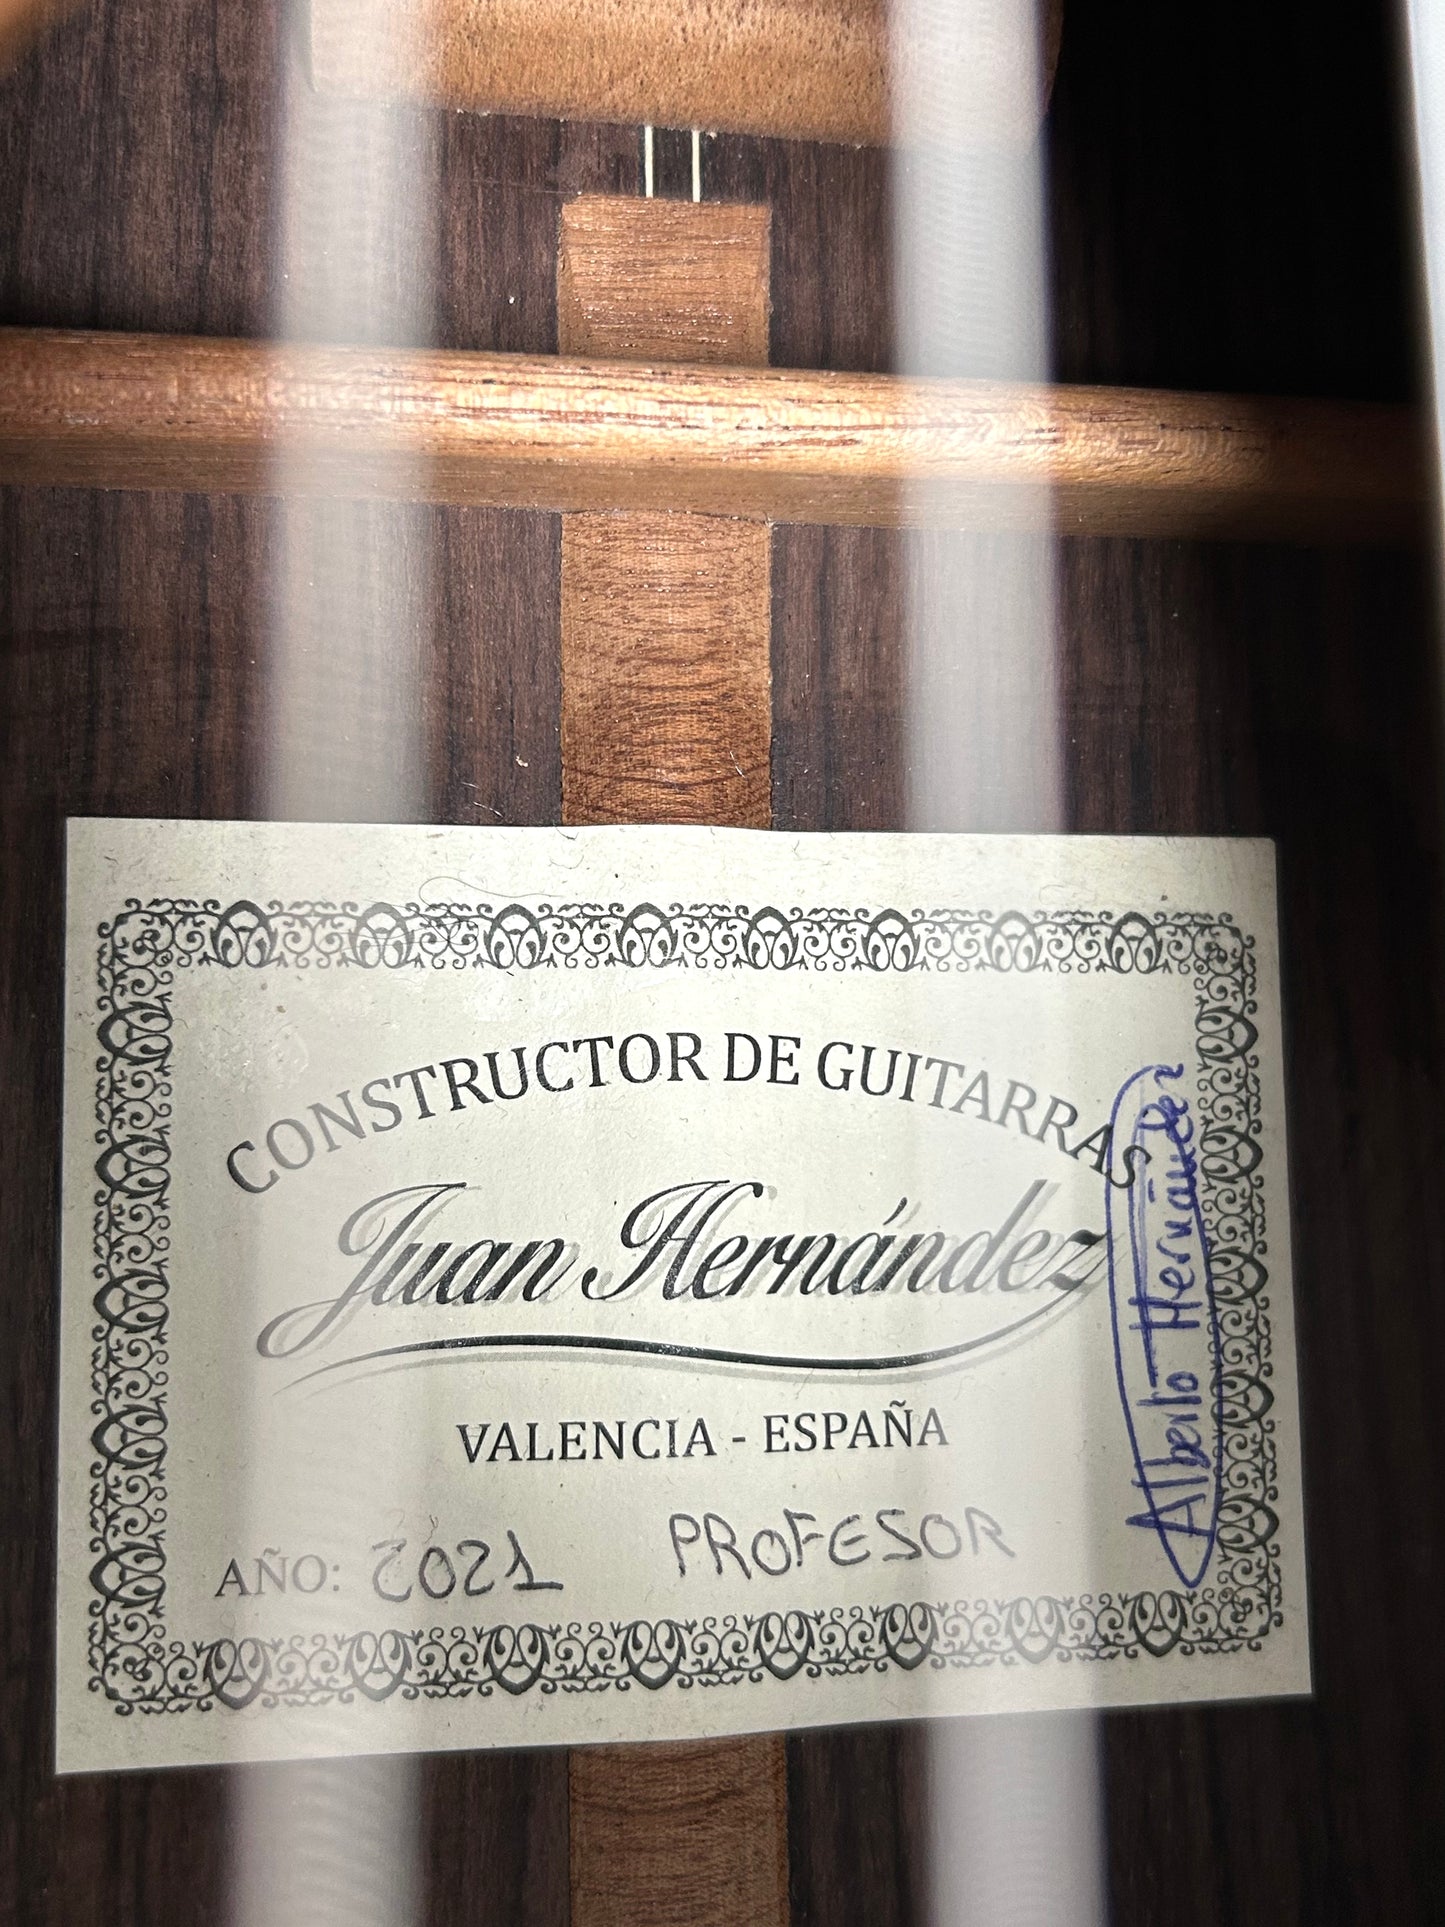 CONSTRUCTOR DE GUITARRAS
Juan Hernández
VALENCIA - ESPAÑA
AÑO: 2021 PROFESOR
Alberto Hernández